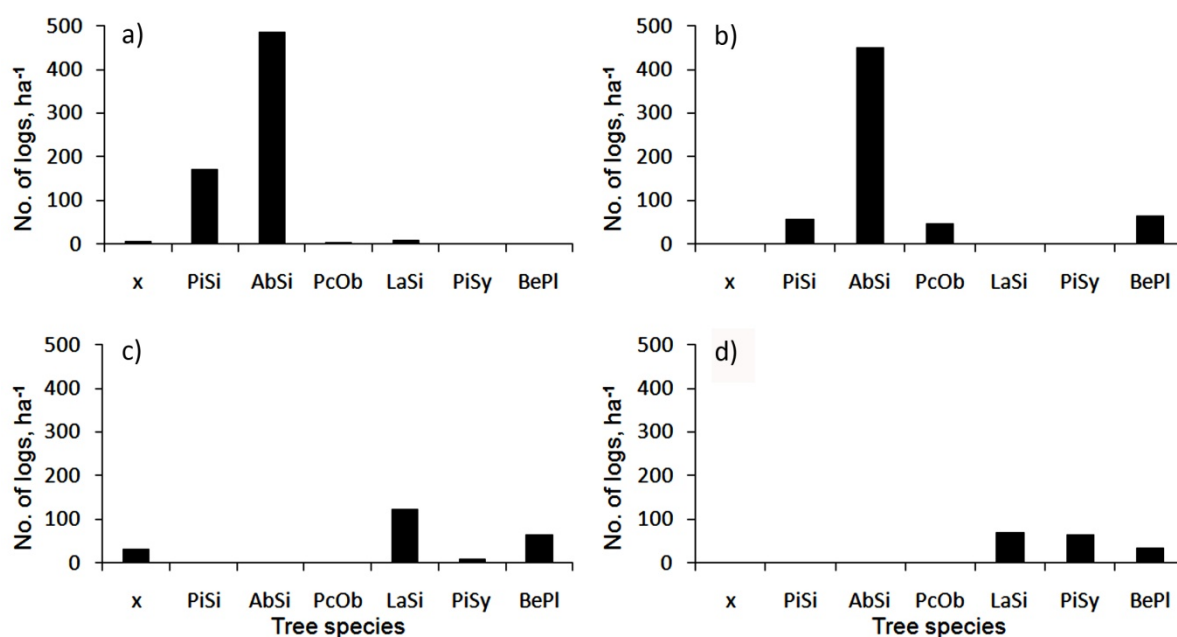 a)
No. of logs, ha-1
500
400
300
200
100
0
x PiSi AbSi PcOb LaSi PiSy BePl
b)
No. of logs, ha-1
500
400
300
200
100
0
x PiSi AbSi PcOb LaSi PiSy BePl
c)
No. of logs, ha-1
500
400
300
200
100
0
x PiSi AbSi PcOb LaSi PiSy BePl
Tree species
d)
No. of logs, ha-1
500
400
300
200
100
0
x PiSi AbSi PcOb LaSi PiSy BePl
Tree species